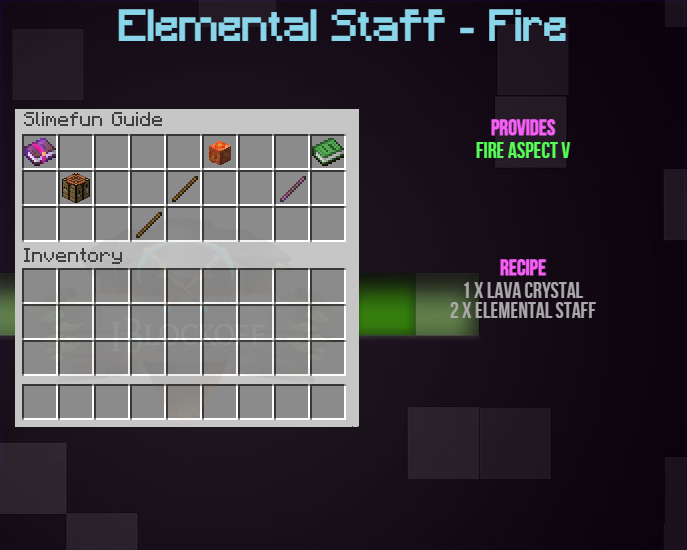 Elemental Staff - Fire
Slimefun Guide
PROVIDES
FIRE ASPECT V
Inventory
RECIPE
1 X LAVA CRYSTAL
2 X ELEMENTAL STAFF